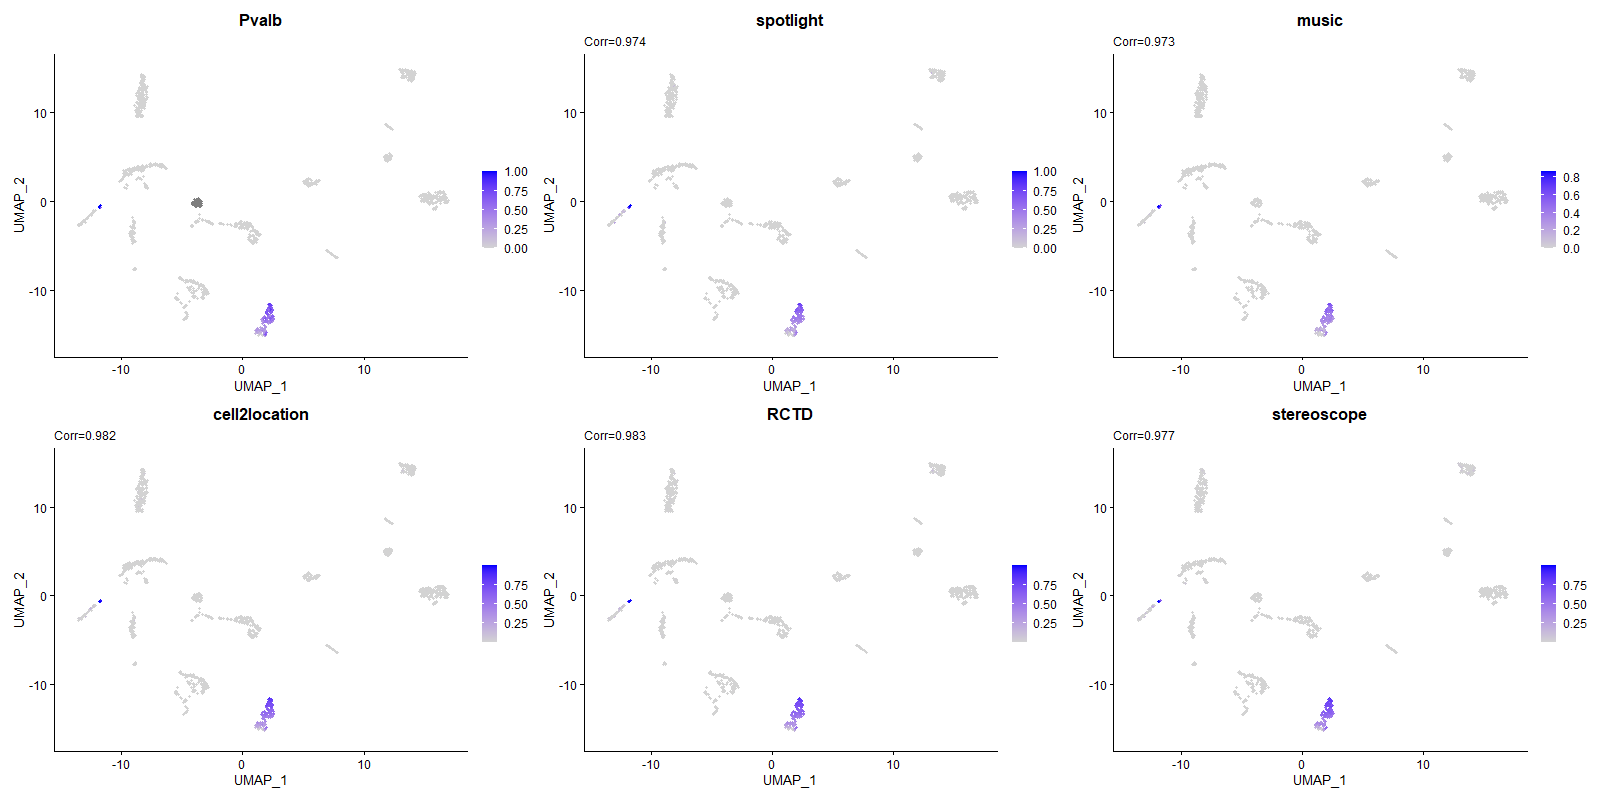 Pvalb
UMAP_2
10
0
-10
-10
0
10
UMAP_1
1.00
0.75
0.50
0.25
0.00
spotlight
Corr=0.974
UMAP_2
10
0
-10
-10
0
10
UMAP_1
1.00
0.75
0.50
0.25
0.00
music
Corr=0.973
UMAP_2
10
0
-10
-10
0
10
UMAP_1
0.8
0.6
0.4
0.2
0.0
cell2location
Corr=0.982
UMAP_2
10
0
-10
-10
0
10
UMAP_1
0.75
0.50
0.25
RCTD
Corr=0.983
UMAP_2
10
0
-10
-10
0
10
UMAP_1
0.75
0.50
0.25
stereoscope
Corr=0.977
UMAP_2
10
0
-10
-10
0
10
UMAP_1
0.75
0.50
0.25